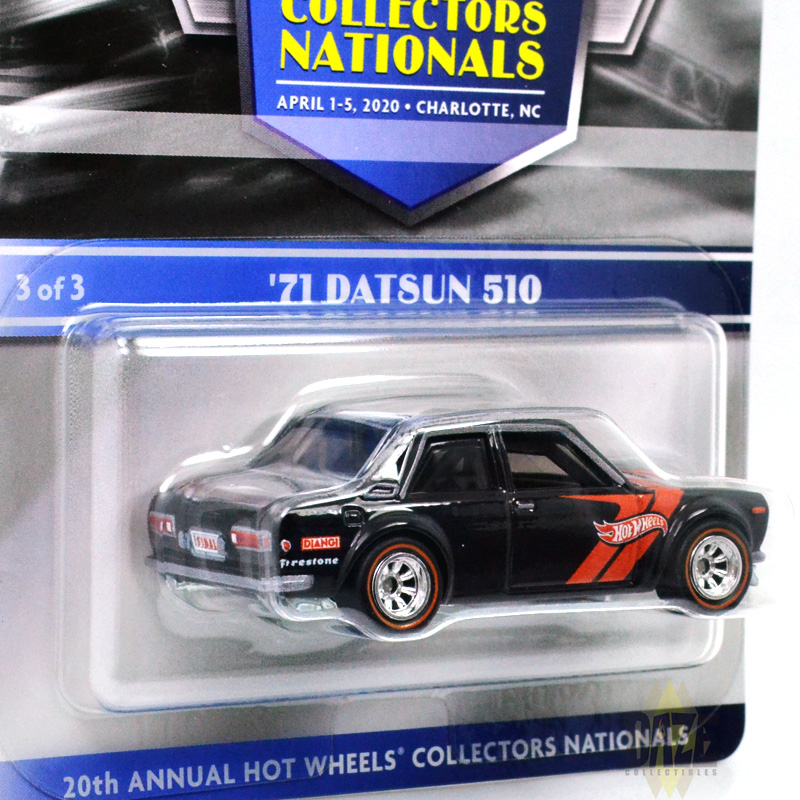 COLLECTORS
NATIONALS
APRIL 1-5, 2020 • CHARLOTTE, NC
3 of 3
'71 DATSUN 510
DIANGI
Firestone
HOT WHEELS
20th ANNUAL HOT WHEELS® COLLECTORS NATIONALS
DAZE
COLLECTIBLES